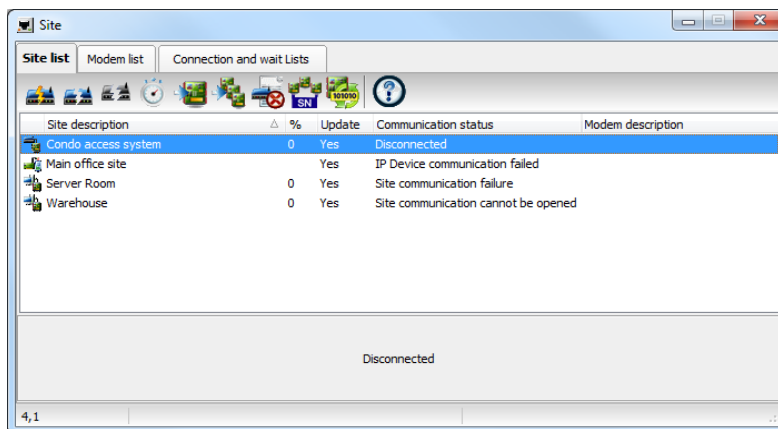 Site
Site list Modem list Connection and wait Lists
SN 101010 ?
Site description % Update Communication status Modem description
Condo access system 0 Yes Disconnected
Main office site Yes IP Device communication failed
Server Room 0 Yes Site communication failure
Warehouse 0 Yes Site communication cannot be opened
Disconnected
4,1